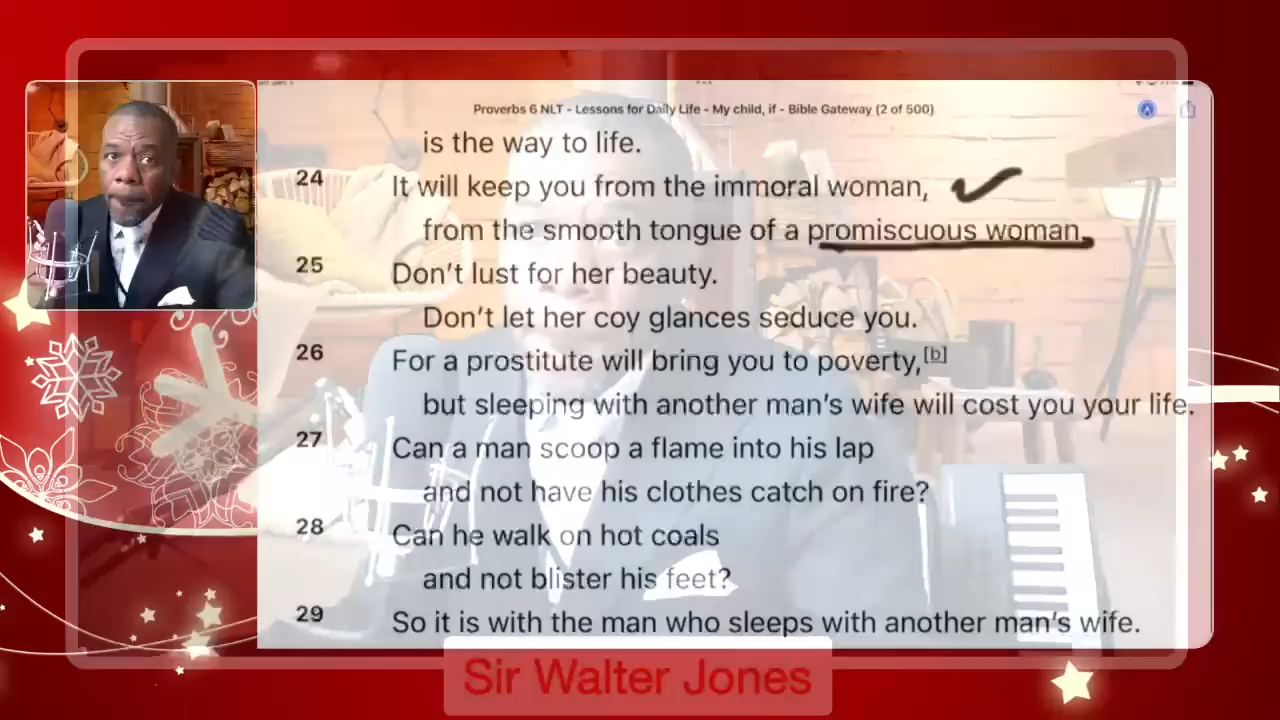 Proverbs 6 NLT - Lessons for Daily Life - My child, if - Bible Gateway (2 of 500)
is the way to life.
24 It will keep you from the immoral woman,
from the smooth tongue of a promiscuous woman.
25 Don’t lust for her beauty.
Don’t let her coy glances seduce you.
26 For a prostitute will bring you to poverty,[b]
but sleeping with another man’s wife will cost you your life.
27 Can a man scoop a flame into his lap
and not have his clothes catch on fire?
28 Can he walk on hot coals
and not blister his feet?
29 So it is with the man who sleeps with another man’s wife.
Sir Walter Jones